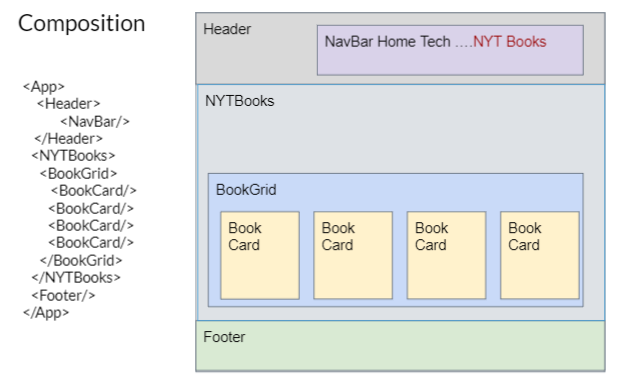 Composition
<App>
<Header>
<NavBar/>
</Header>
<NYTBooks>
<BookGrid>
<BookCard/>
<BookCard/>
<BookCard/>
<BookCard/>
</BookGrid>
</NYTBooks>
<Footer/>
</App>
Header
NavBar Home Tech ....NYT Books
NYTBooks
BookGrid
Book
Card
Book
Card
Book
Card
Book
Card
Footer